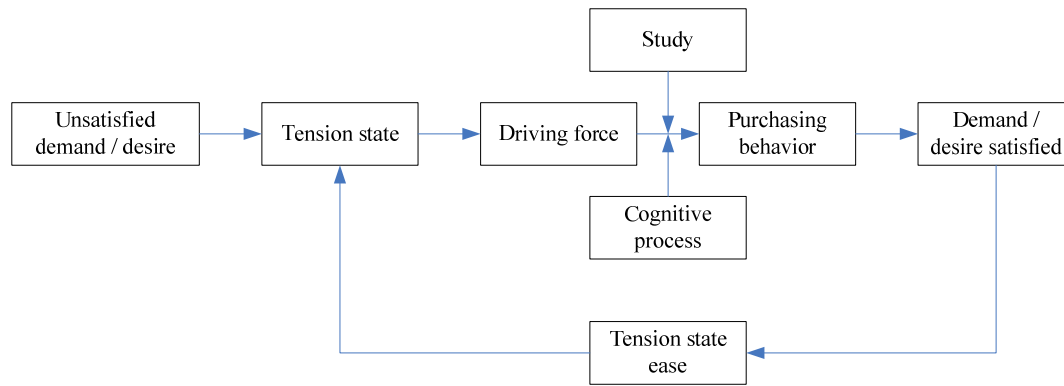 Study
Unsatisfied
demand / desire
Tension state
Driving force
Purchasing
behavior
Demand /
desire satisfied
Cognitive
process
Tension state
ease